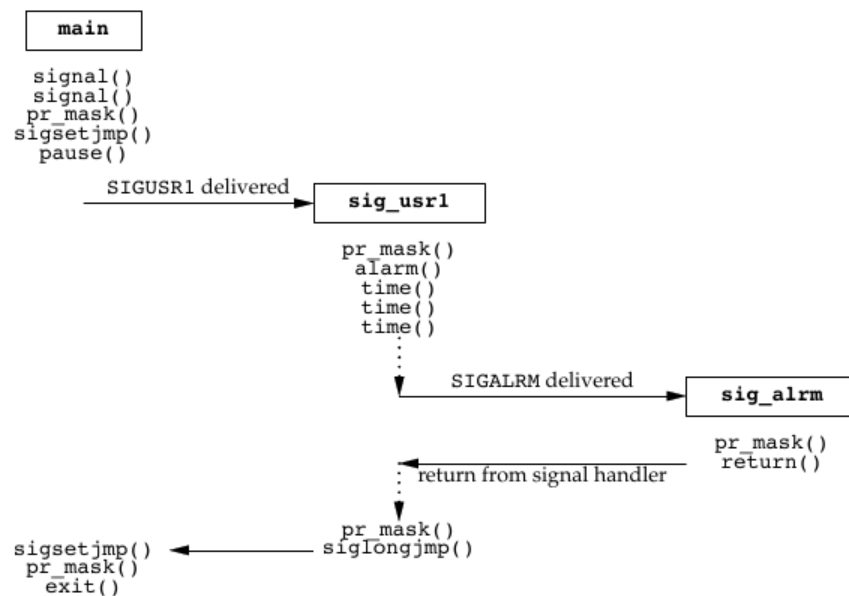 main
signal()
signal()
pr_mask()
sigsetjmp()
pause()
SIGUSR1 delivered
sig_usr1
pr_mask()
alarm()
time()
time()
time()
SIGALRM delivered
sig_alrm
pr_mask()
return()
return from signal handler
pr_mask()
siglongjmp()
sigsetjmp()
pr_mask()
exit()